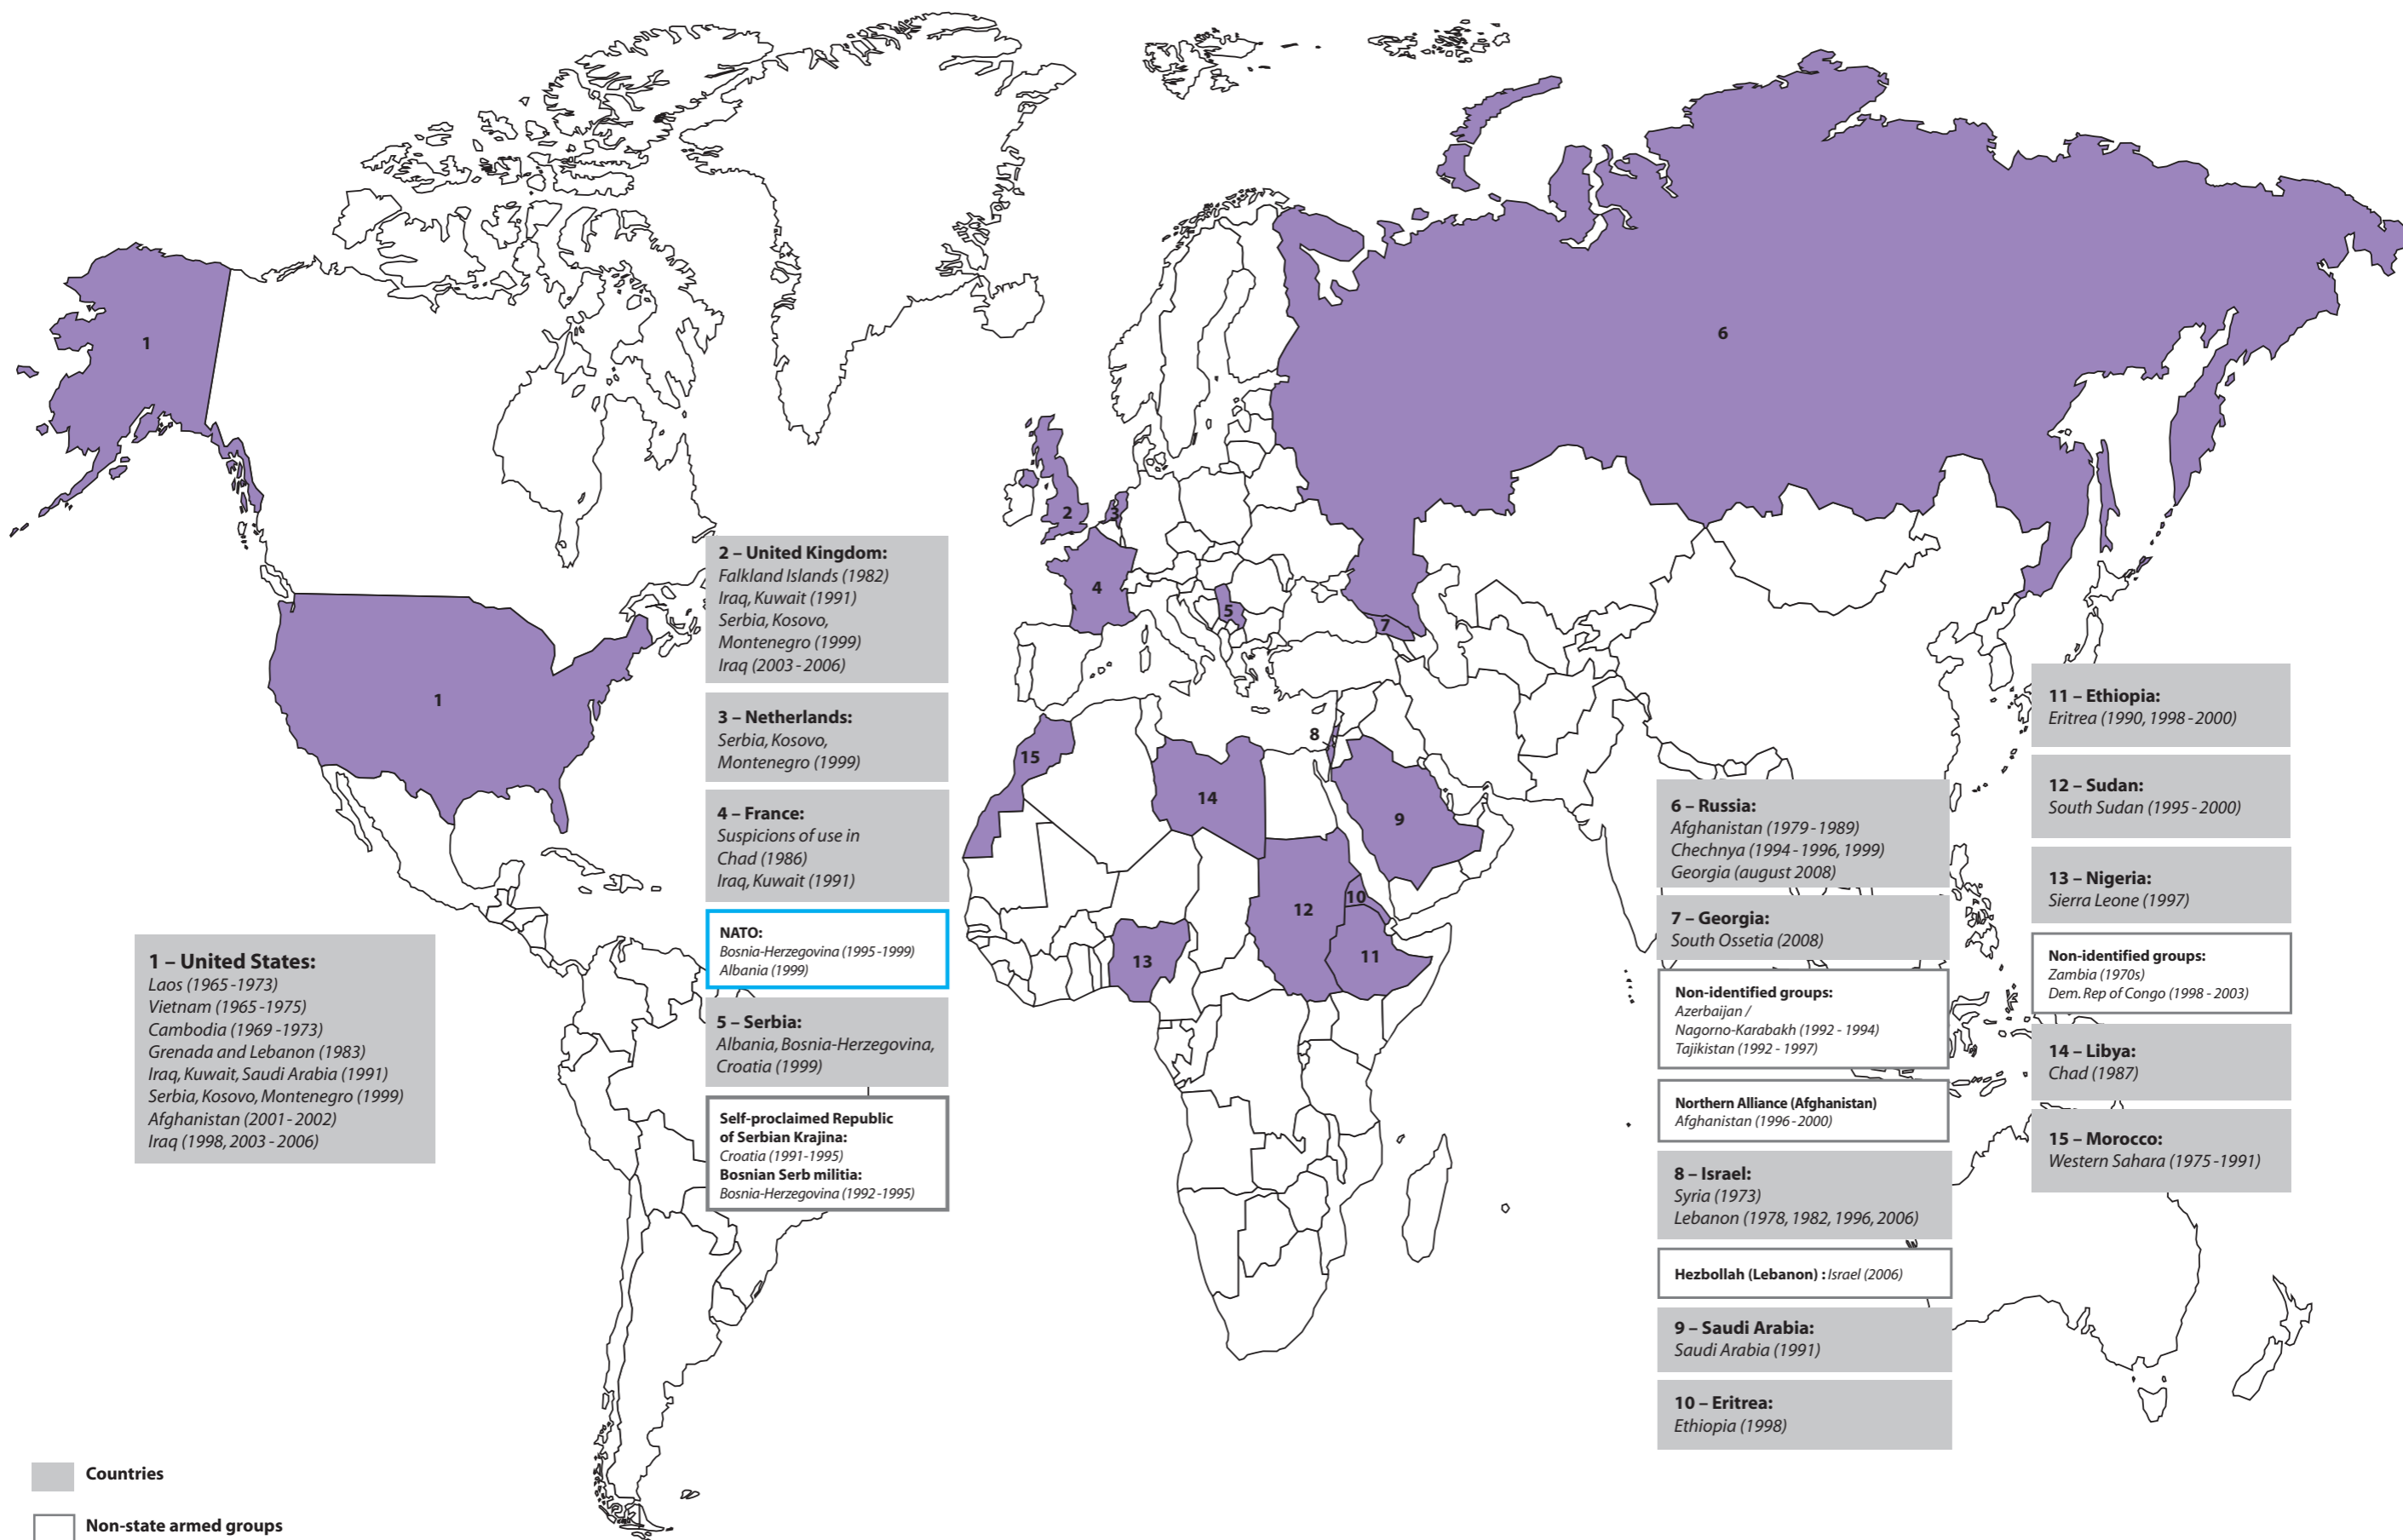 1
1
2
3
4
5
6
7
8
9
10
11
12
13
14
15
1 – United States:
Laos (1965-1973)
Vietnam (1965-1975)
Cambodia (1969-1973)
Grenada and Lebanon (1983)
Iraq, Kuwait, Saudi Arabia (1991)
Serbia, Kosovo, Montenegro (1999)
Afghanistan (2001-2002)
Iraq (1998, 2003-2006)
2 – United Kingdom:
Falkland Islands (1982)
Iraq, Kuwait (1991)
Serbia, Kosovo,
Montenegro (1999)
Iraq (2003-2006)
3 – Netherlands:
Serbia, Kosovo,
Montenegro (1999)
4 – France:
Suspicions of use in
Chad (1986)
Iraq, Kuwait (1991)
NATO:
Bosnia-Herzegovina (1995-1999)
Albania (1999)
5 – Serbia:
Albania, Bosnia-Herzegovina,
Croatia (1999)
Self-proclaimed Republic
of Serbian Krajina:
Croatia (1991-1995)
Bosnian Serb militia:
Bosnia-Herzegovina (1992-1995)
6 – Russia:
Afghanistan (1979-1989)
Chechnya (1994-1996, 1999)
Georgia (august 2008)
7 – Georgia:
South Ossetia (2008)
Non-identified groups:
Azerbaijan /
Nagorno-Karabakh (1992 - 1994)
Tajikistan (1992 - 1997)
Northern Alliance (Afghanistan)
Afghanistan (1996-2000)
8 – Israel:
Syria (1973)
Lebanon (1978, 1982, 1996, 2006)
Hezbollah (Lebanon) : Israel (2006)
9 – Saudi Arabia:
Saudi Arabia (1991)
10 – Eritrea:
Ethiopia (1998)
11 – Ethiopia:
Eritrea (1990, 1998-2000)
12 – Sudan:
South Sudan (1995-2000)
13 – Nigeria:
Sierra Leone (1997)
Non-identified groups:
Zambia (1970s)
Dem. Rep of Congo (1998 - 2003)
14 – Libya:
Chad (1987)
15 – Morocco:
Western Sahara (1975-1991)
Countries
Non-state armed groups